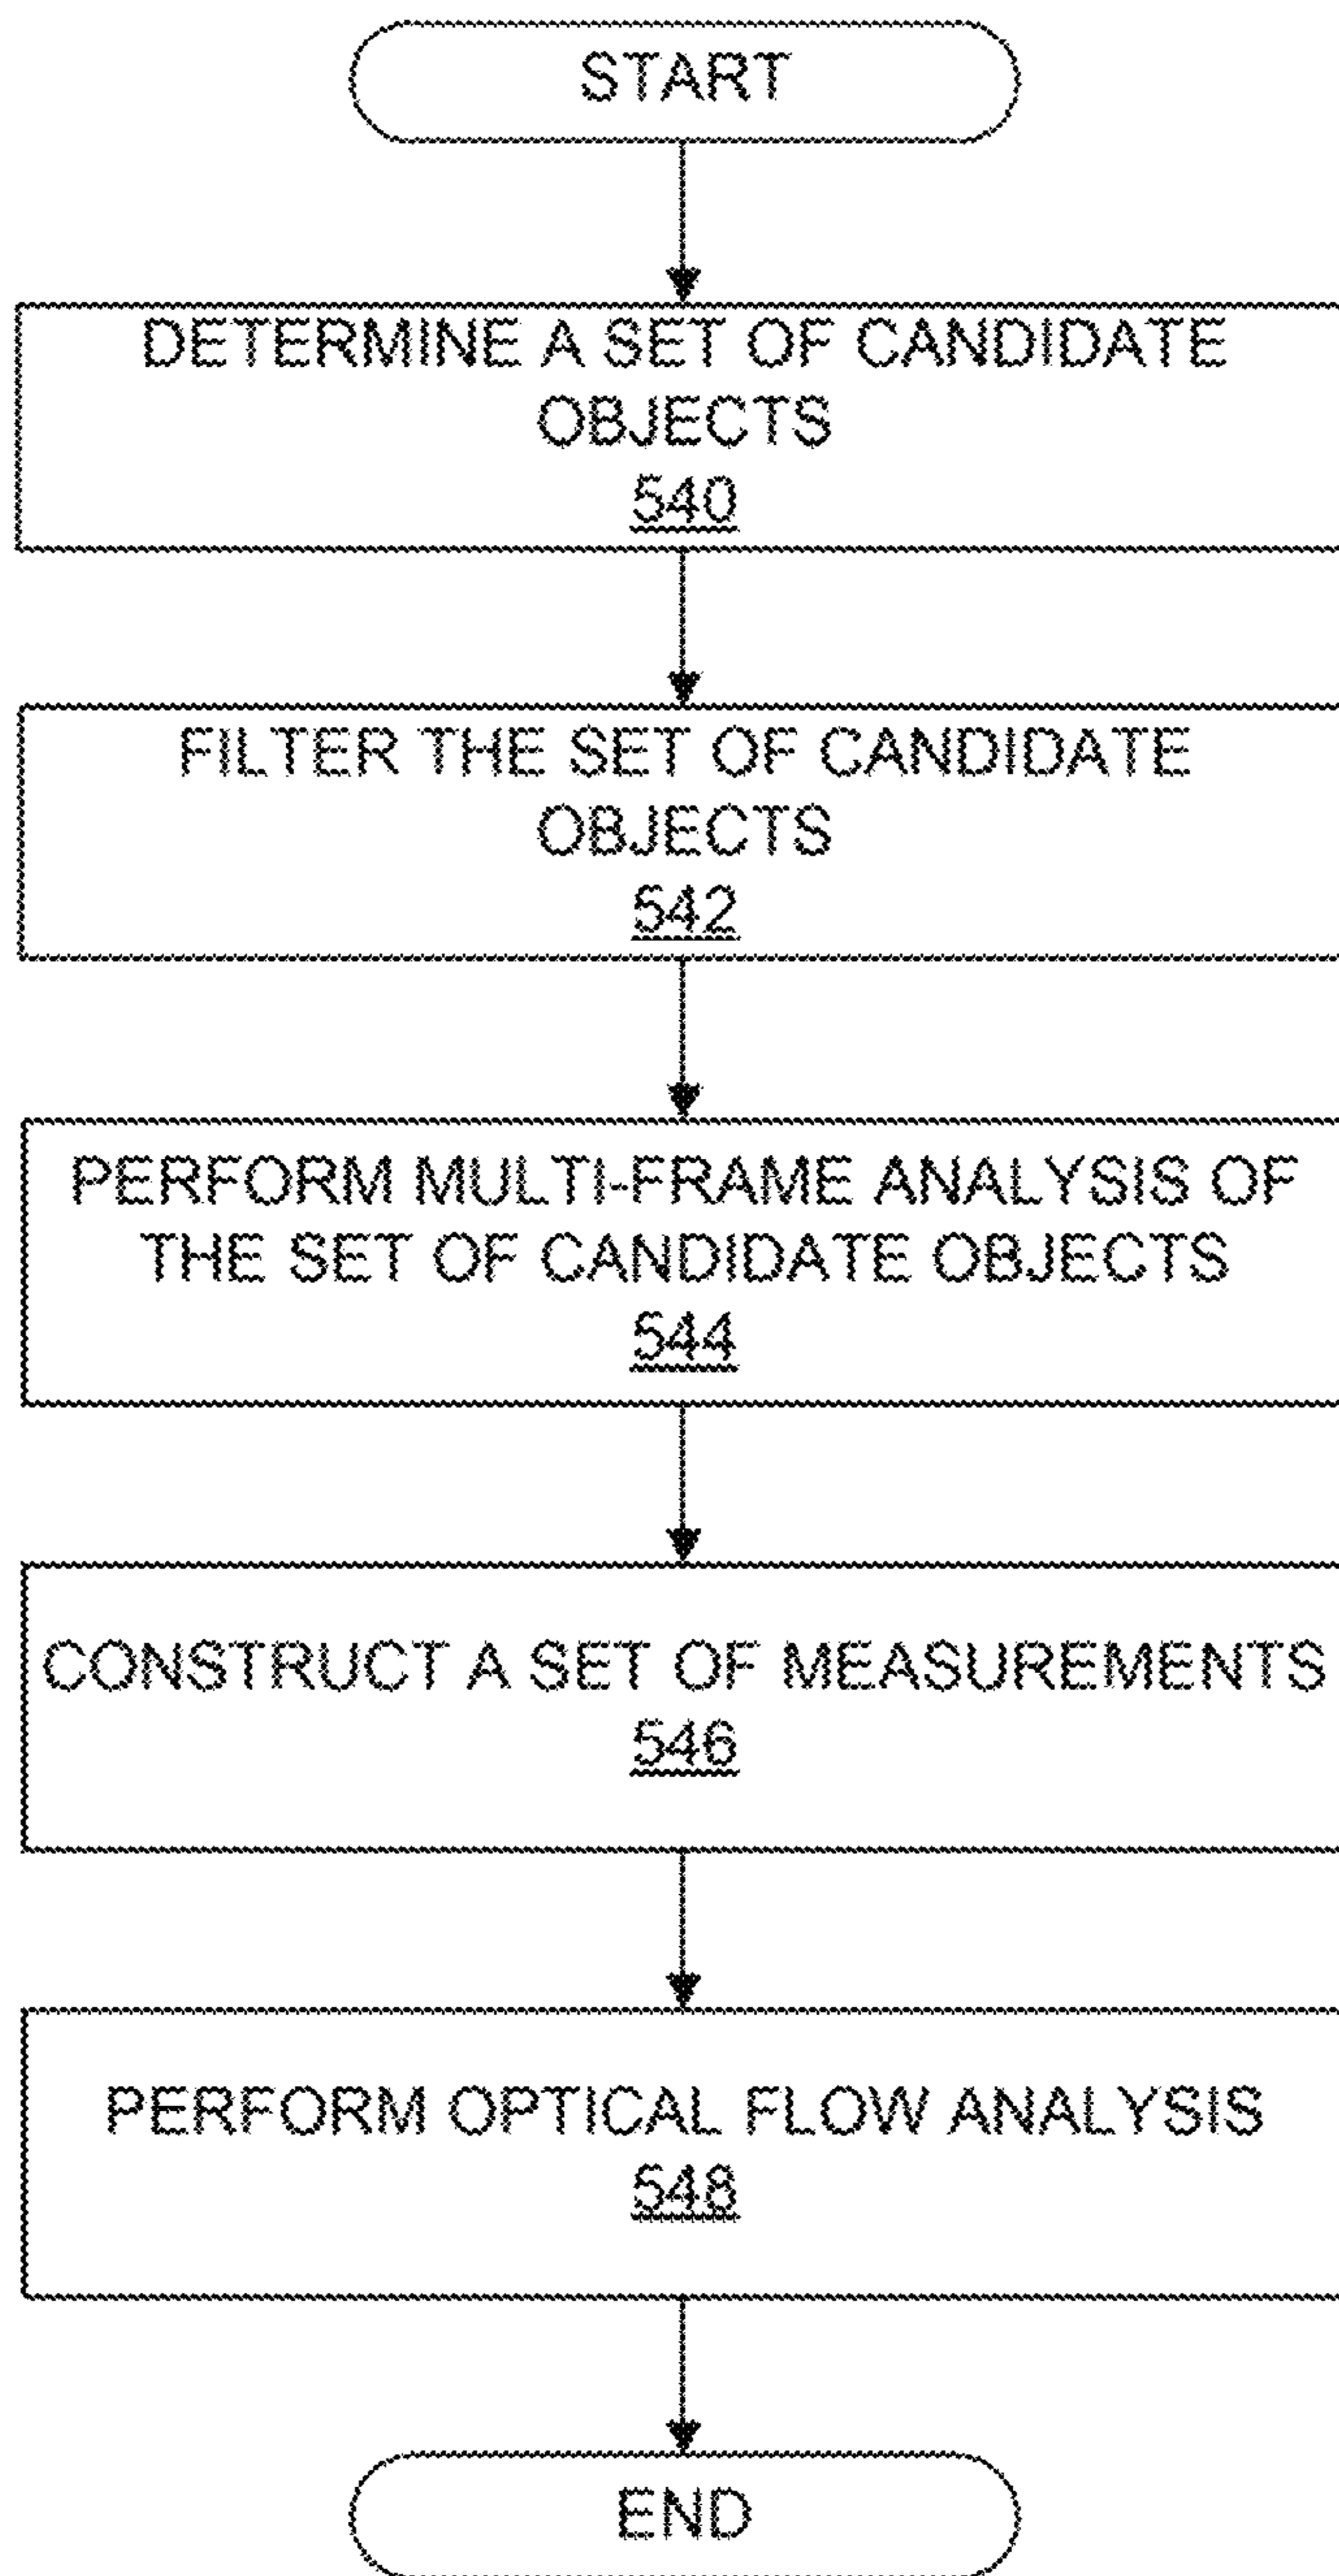 START
DETERMINE A SET OF CANDIDATE
OBJECTS
540
FILTER THE SET OF CANDIDATE
OBJECTS
542
PERFORM MULTI-FRAME ANALYSIS OF
THE SET OF CANDIDATE OBJECTS
544
CONSTRUCT A SET OF MEASUREMENTS
546
PERFORM OPTICAL FLOW ANALYSIS
548
END